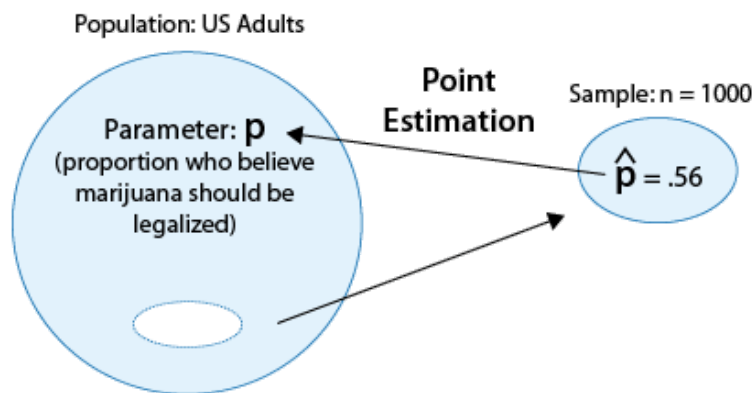 Population: US Adults
Point
Estimation
Sample: n = 1000
Parameter: p
(proportion who believe
marijuana should be
legalized)
p̂ = .56